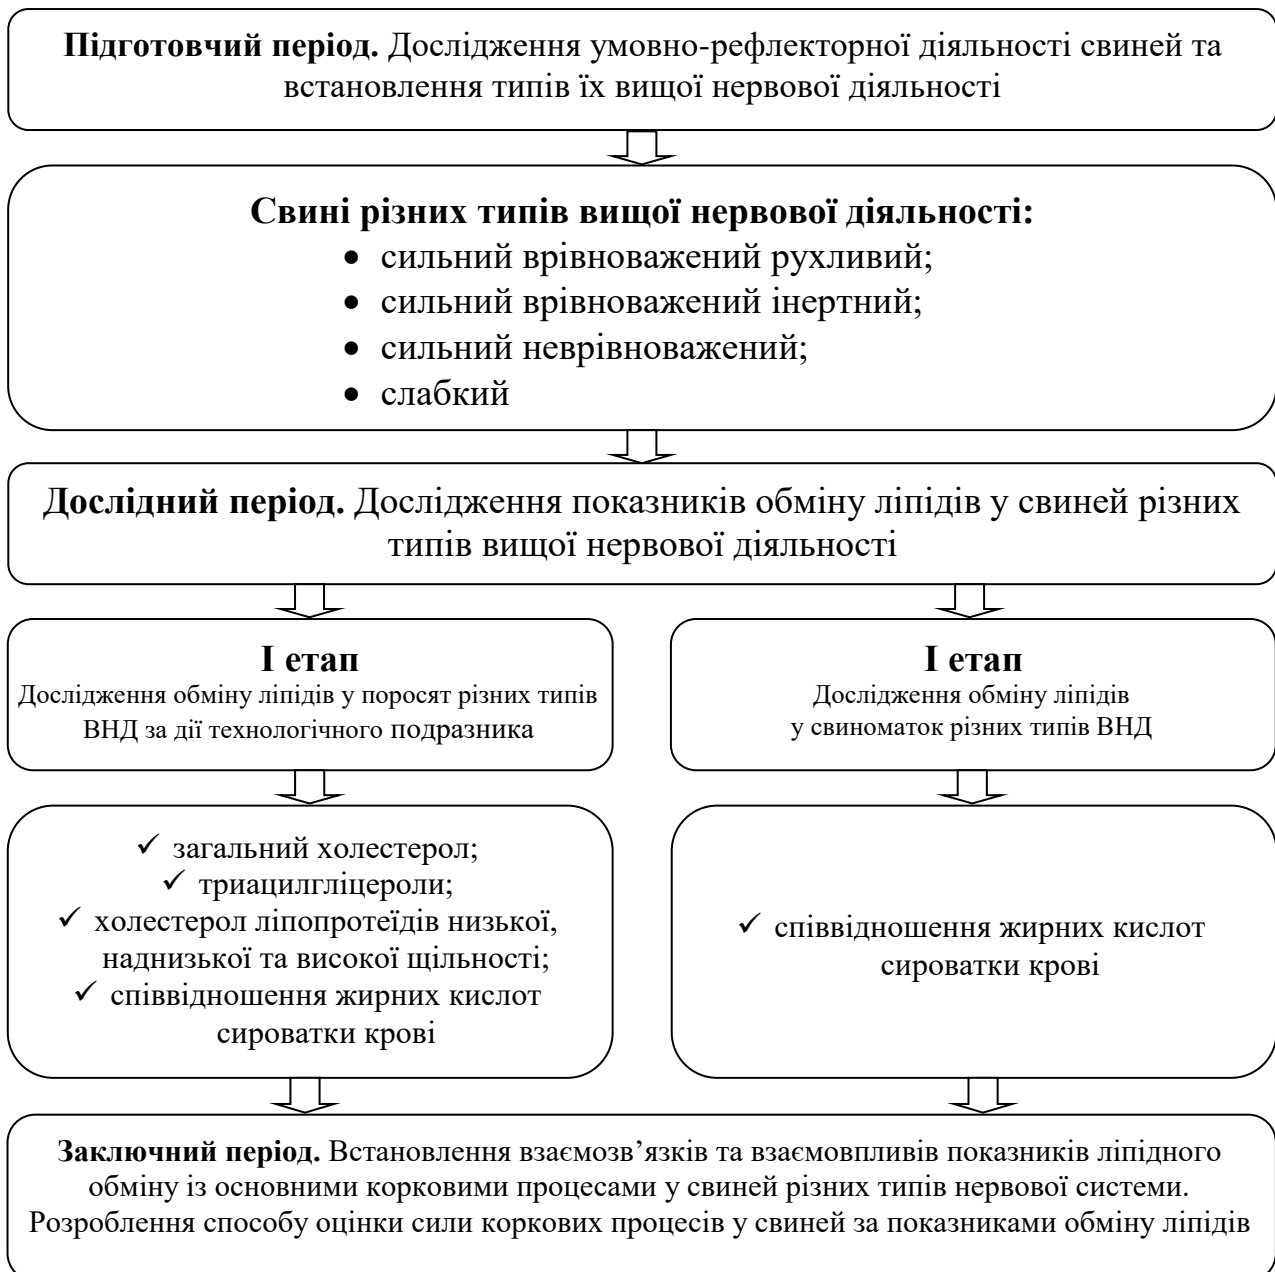 Підготовчий період. Дослідження умовно-рефлекторної діяльності свиней та
встановлення типів їх вищої нервової діяльності
Свині різних типів вищої нервової діяльності:
• сильний врівноважений рухливий;
• сильний врівноважений інертний;
• сильний неврівноважений;
• слабкий
Дослідний період. Дослідження показників обміну ліпідів у свиней різних
типів вищої нервової діяльності
І етап
Дослідження обміну ліпідів у поросят різних типів
ВНД за дії технологічного подразника
І етап
Дослідження обміну ліпідів
у свиноматок різних типів ВНД
✓ загальний холестерол;
✓ триацилгліцероли;
✓ холестерол ліпопротеїдів низької,
наднизької та високої щільності;
✓ співвідношення жирних кислот
сироватки крові
✓ співвідношення жирних кислот
сироватки крові
Заключний період. Встановлення взаємозв’язків та взаємовпливів показників ліпідного
обміну із основними корковими процесами у свиней різних типів нервової системи.
Розроблення способу оцінки сили коркових процесів у свиней за показниками обміну ліпідів